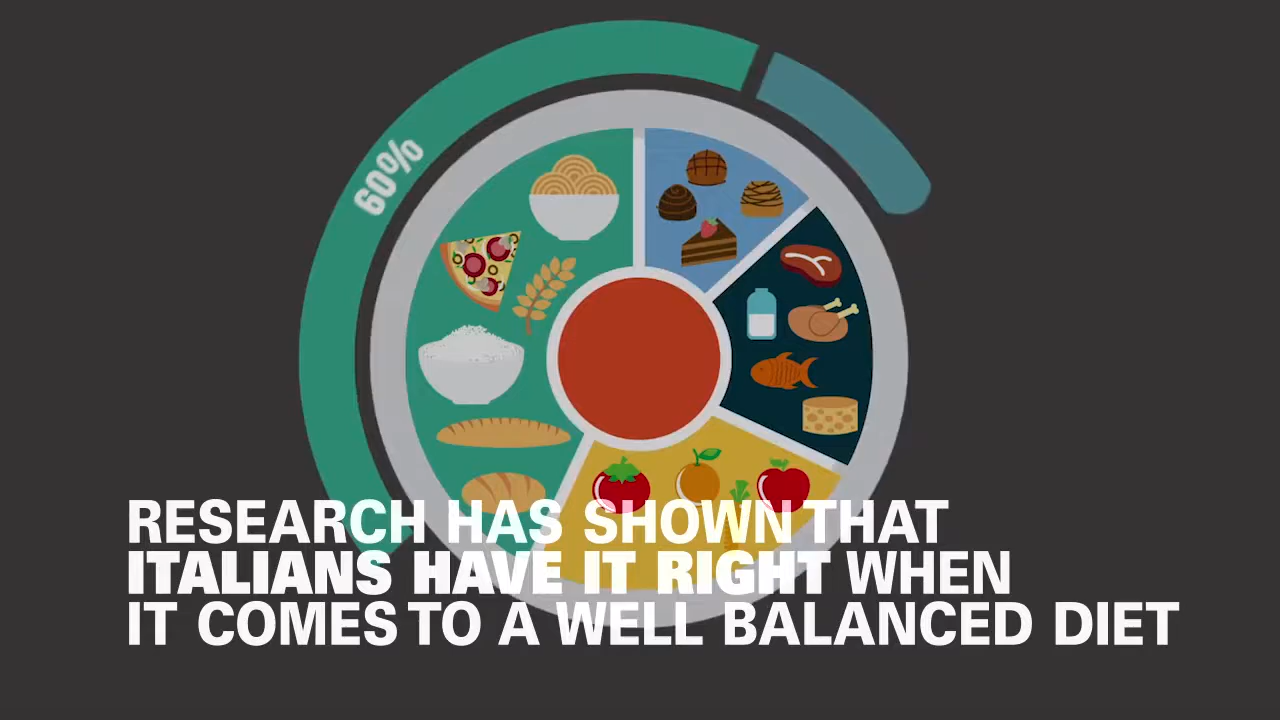 60%
RESEARCH HAS SHOWN THAT
ITALIANS HAVE IT RIGHT WHEN
IT COMES TO A WELL BALANCED DIET